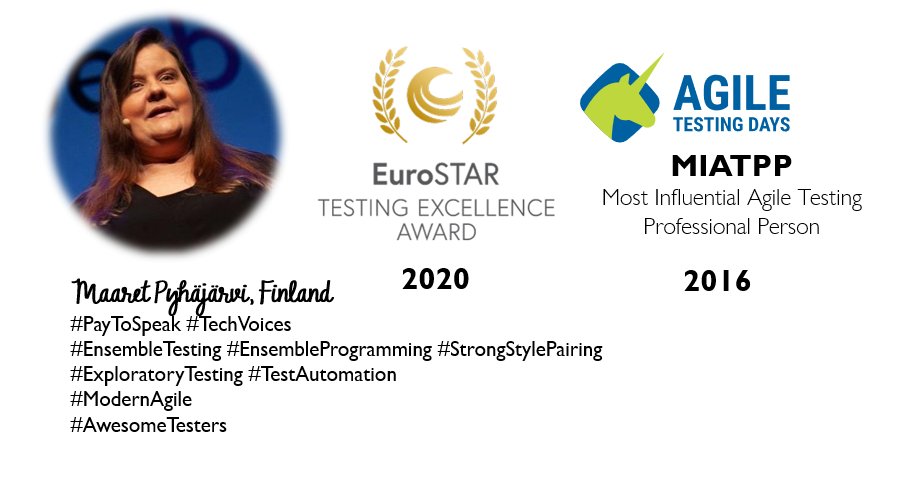 EuroSTAR
TESTING EXCELLENCE
AWARD
2020
AGILE
TESTING DAYS
MIATPP
Most Influential Agile Testing
Professional Person
2016
Maaret Pyhäjärvi, Finland
#PayToSpeak #TechVoices
#EnsembleTesting #EnsembleProgramming #StrongStylePairing
#ExploratoryTesting #TestAutomation
#ModernAgile
#AwesomeTesters